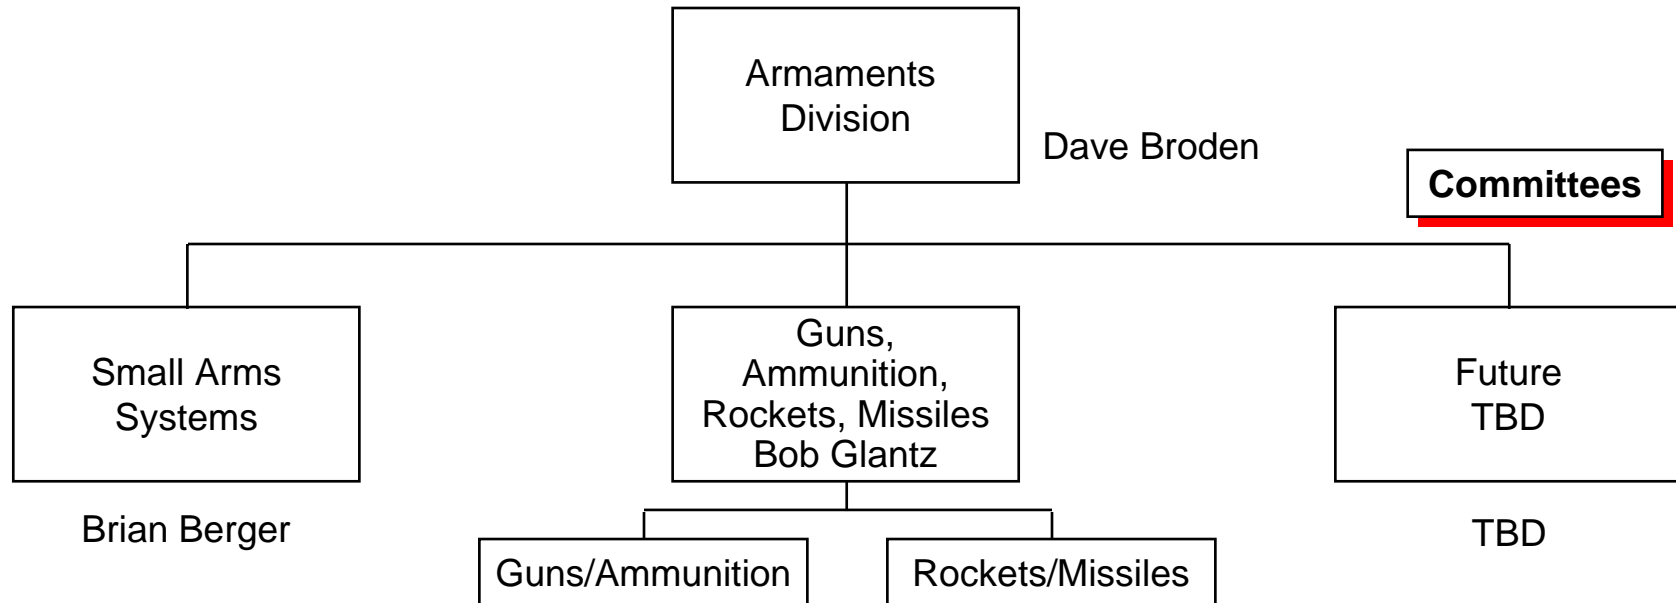 Armaments
Division
Dave Broden
Committees
Small Arms
Systems
Guns,
Ammunition,
Rockets, Missiles
Bob Glantz
Future
TBD
Brian Berger
TBD
Guns/Ammunition
Rockets/Missiles